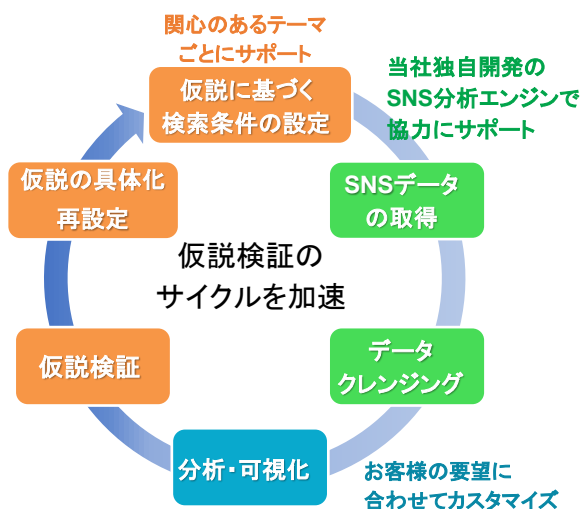 関心のあるテーマ
ごとにサポート
仮説に基づく
検索条件の設定
当社独自開発の
SNS分析エンジンで
協力にサポート
SNSデータ
の取得
データ
クレンジング
お客様の要望に
合わせてカスタマイズ
分析・可視化
仮説検証
仮説の具体化
再設定
仮説検証の
サイクルを加速